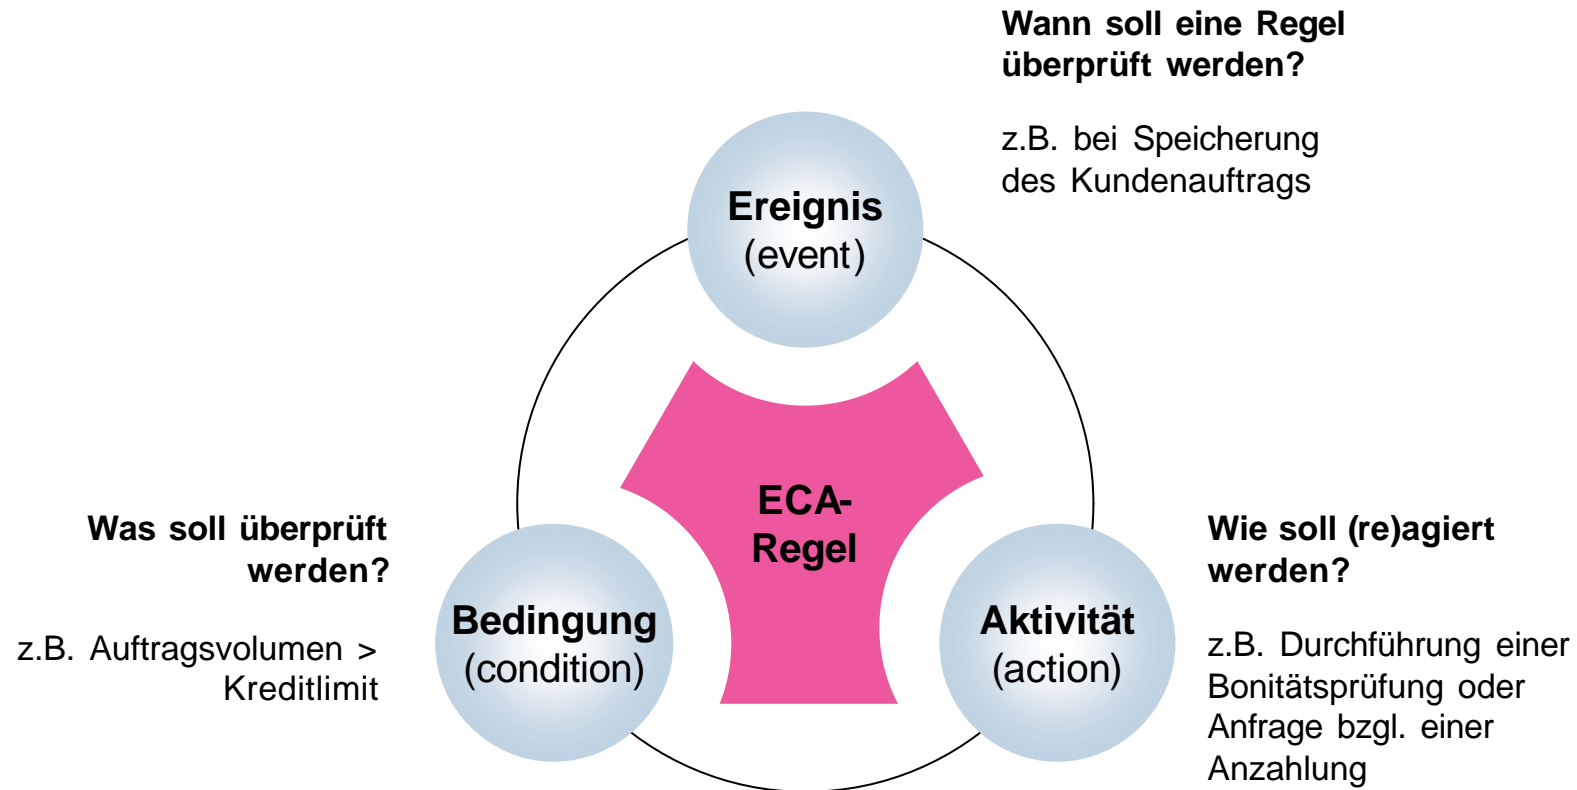 Wann soll eine Regel
überprüft werden?
z.B. bei Speicherung
des Kundenauftrags
Ereignis
(event)
ECA-
Regel
Was soll überprüft
werden?
z.B. Auftragsvolumen >
Kreditlimit
Bedingung
(condition)
Aktivität
(action)
Wie soll (re)agiert
werden?
z.B. Durchführung einer
Bonitätsprüfung oder
Anfrage bzgl. einer
Anzahlung